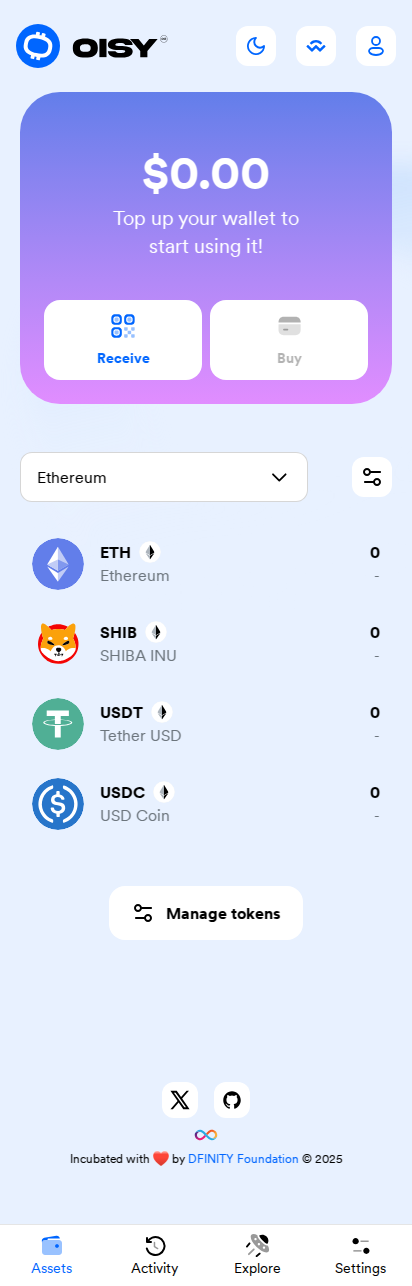 OISY
$0.00
Top up your wallet to
start using it!
Receive
Buy
Ethereum
ETH
0
Ethereum
-
SHIB
0
SHIBA INU
-
USDT
0
Tether USD
-
USDC
0
USD Coin
-
Manage tokens
Incubated with ❤️ by DFINITY Foundation © 2025
Assets
Activity
Explore
Settings